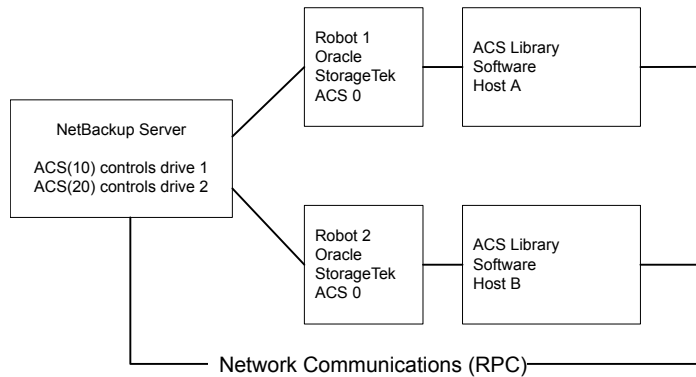 NetBackup Server
ACS(10) controls drive 1
ACS(20) controls drive 2
Robot 1
Oracle
StorageTek
ACS 0
ACS Library
Software
Host A
Robot 2
Oracle
StorageTek
ACS 0
ACS Library
Software
Host B
Network Communications (RPC)